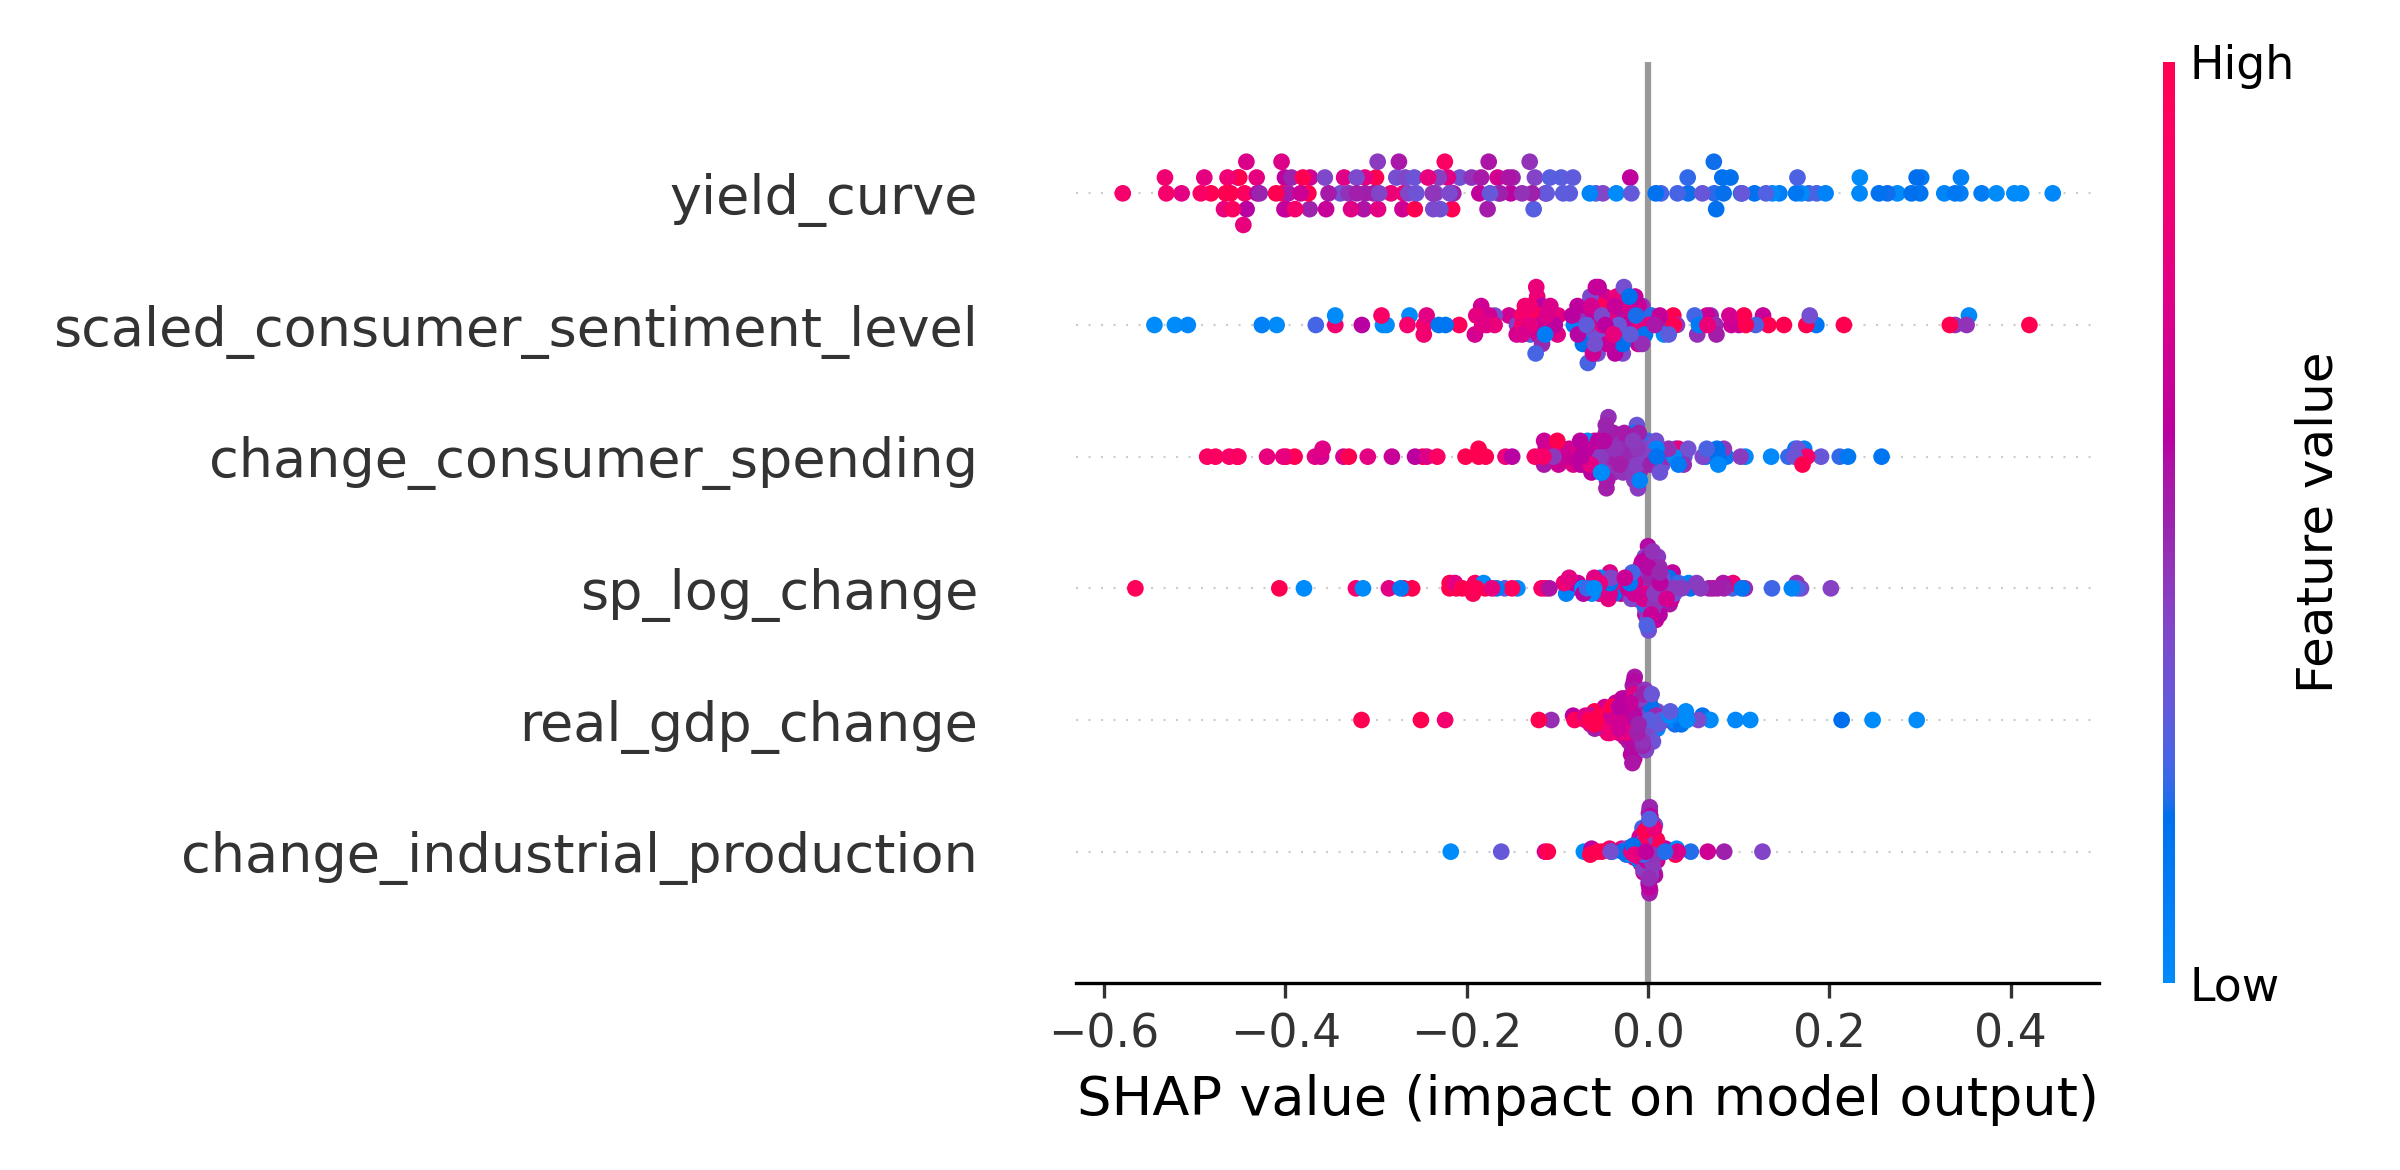 High
yield_curve
scaled_consumer_sentiment_level
change_consumer_spending
sp_log_change
real_gdp_change
change_industrial_production
Feature value
Low
−0.6 −0.4 −0.2 0.0 0.2 0.4
SHAP value (impact on model output)